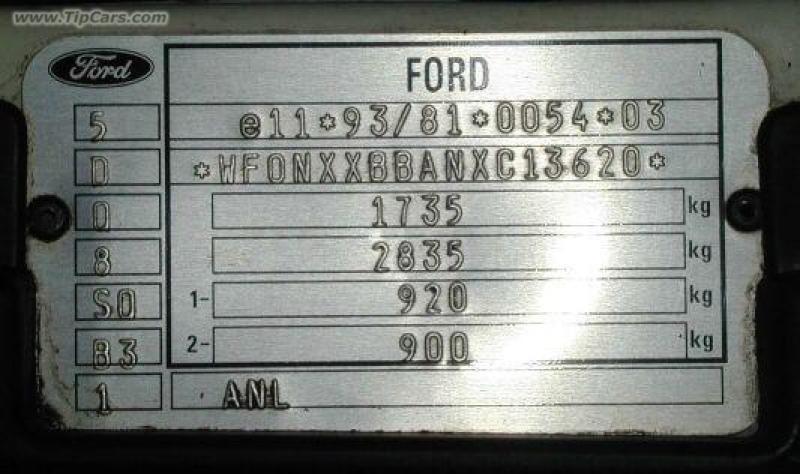 www.TipCars.com
Ford
FORD
5 e11*93/81*0054*03
D *WF0NXXBBANXC13620*
0 1735 kg
8 2835 kg
S0 1- 920 kg
B3 2- 900 kg
1 ANL